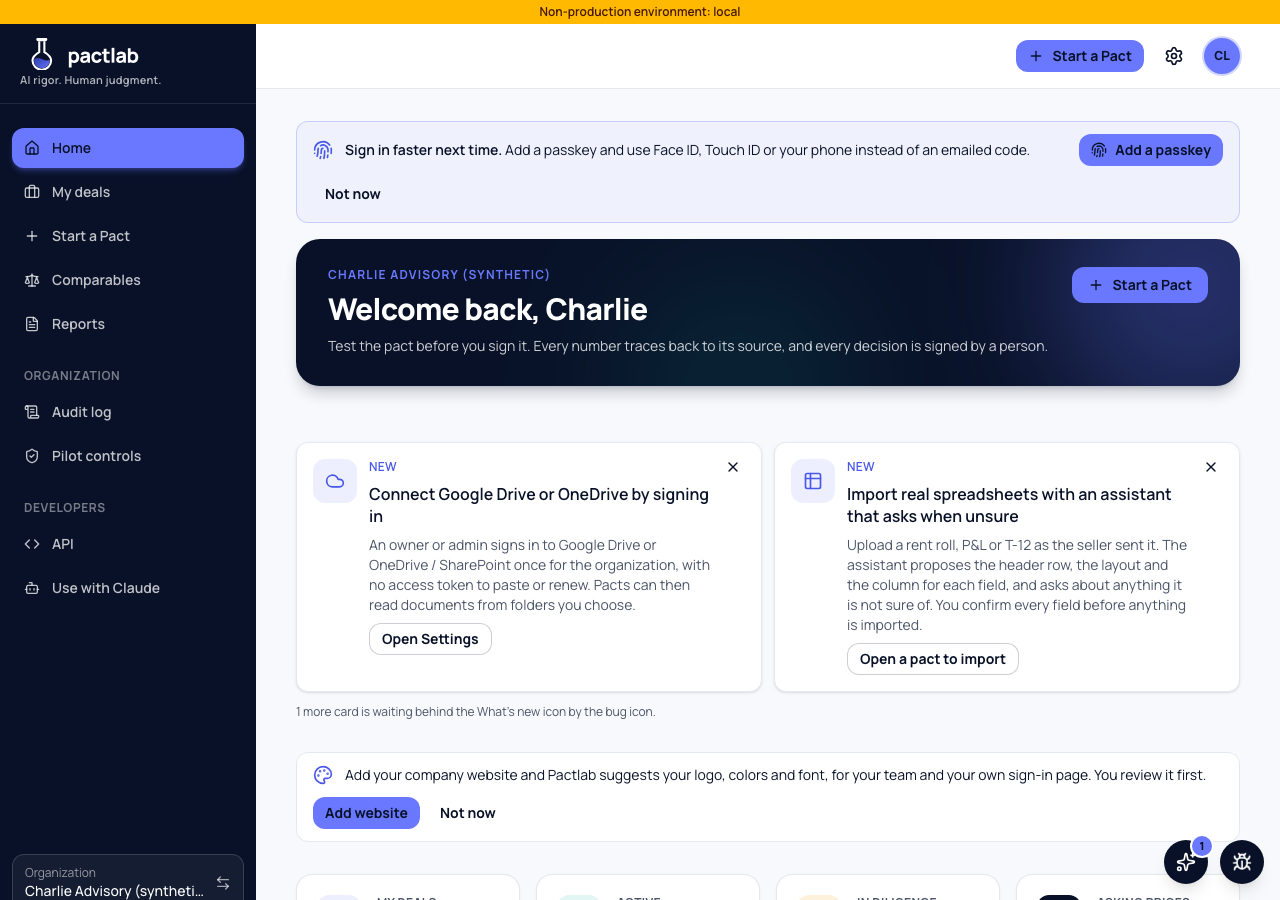 Non-production environment: local
pactlab
AI rigor. Human judgment.
Start a Pact
CL
Home
My deals
Start a Pact
Comparables
Reports
ORGANIZATION
Audit log
Pilot controls
DEVELOPERS
API
Use with Claude
Organization
Charlie Advisory (syntheti...
Sign in faster next time. Add a passkey and use Face ID, Touch ID or your phone instead of an emailed code.
Add a passkey
Not now
CHARLIE ADVISORY (SYNTHETIC)
Welcome back, Charlie
Test the pact before you sign it. Every number traces back to its source, and every decision is signed by a person.
Start a Pact
NEW
Connect Google Drive or OneDrive by signing
in
An owner or admin signs in to Google Drive or
OneDrive / SharePoint once for the organization, with
no access token to paste or renew. Pacts can then
read documents from folders you choose.
Open Settings
NEW
Import real spreadsheets with an assistant
that asks when unsure
Upload a rent roll, P&L or T-12 as the seller sent it. The
assistant proposes the header row, the layout and
the column for each field, and asks about anything it
is not sure of. You confirm every field before anything
is imported.
Open a pact to import
1 more card is waiting behind the What's new icon by the bug icon.
Add your company website and Pactlab suggests your logo, colors and font, for your team and your own sign-in page. You review it first.
Add website
Not now
1
MY DEALS
ACTIVE
IN DILIGENCE
ASKING PRICES